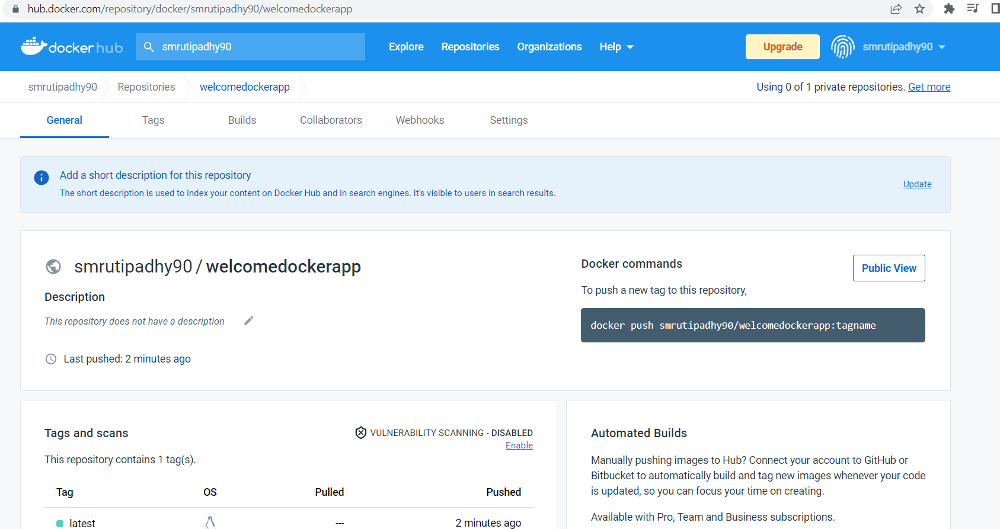 hub.docker.com/repository/docker/smrutipadhy90/welcomedockerapp
docker hub
smrutipadhy90
Explore
Repositories
Organizations
Help
Upgrade
smrutipadhy90
smrutipadhy90
Repositories
welcomedockerapp
Using 0 of 1 private repositories. Get more
General
Tags
Builds
Collaborators
Webhooks
Settings
Add a short description for this repository
The short description is used to index your content on Docker Hub and in search engines. It's visible to users in search results.
Update
smrutipadhy90 / welcomedockerapp
Description
This repository does not have a description
Last pushed: 2 minutes ago
Docker commands
Public View
To push a new tag to this repository,
docker push smrutipadhy90/welcomedockerapp:tagname
Tags and scans
VULNERABILITY SCANNING - DISABLED
Enable
This repository contains 1 tag(s).
Tag OS Pulled Pushed
latest --- 2 minutes ago
Automated Builds
Manually pushing images to Hub? Connect your account to GitHub or
Bitbucket to automatically build and tag new images whenever your code
is updated, so you can focus your time on creating.
Available with Pro, Team and Business subscriptions.